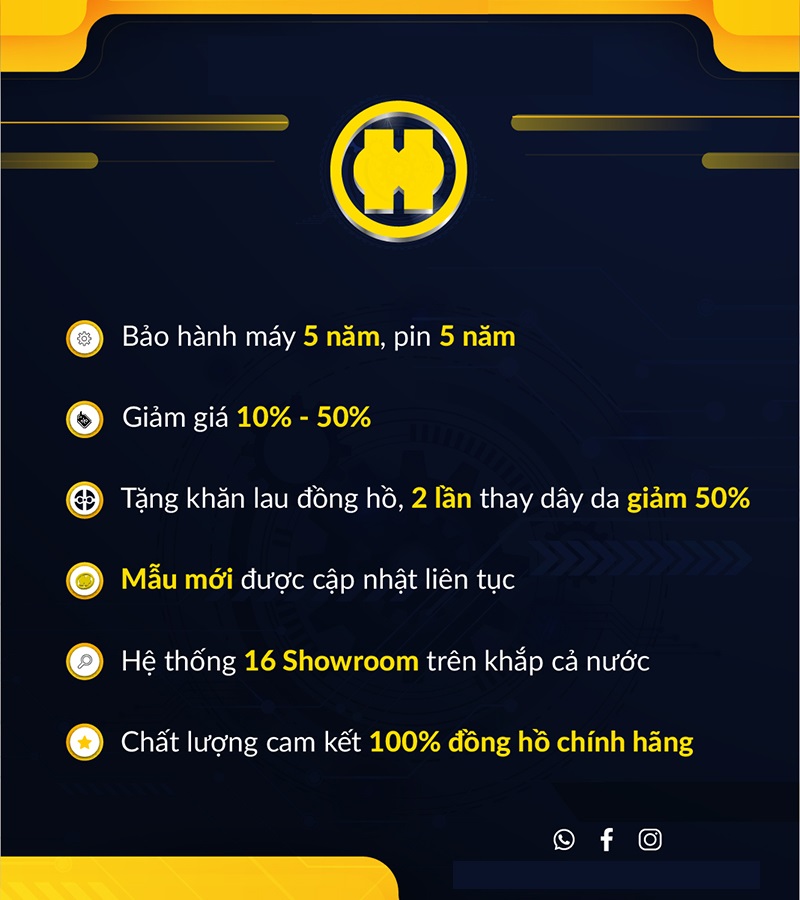 Bảo hành máy 5 năm, pin 5 năm
Giảm giá 10% - 50%
Tặng khăn lau đồng hồ, 2 lần thay dây da giảm 50%
Mẫu mới được cập nhật liên tục
Hệ thống 16 Showroom trên khắp cả nước
Chất lượng cam kết 100% đồng hồ chính hãng